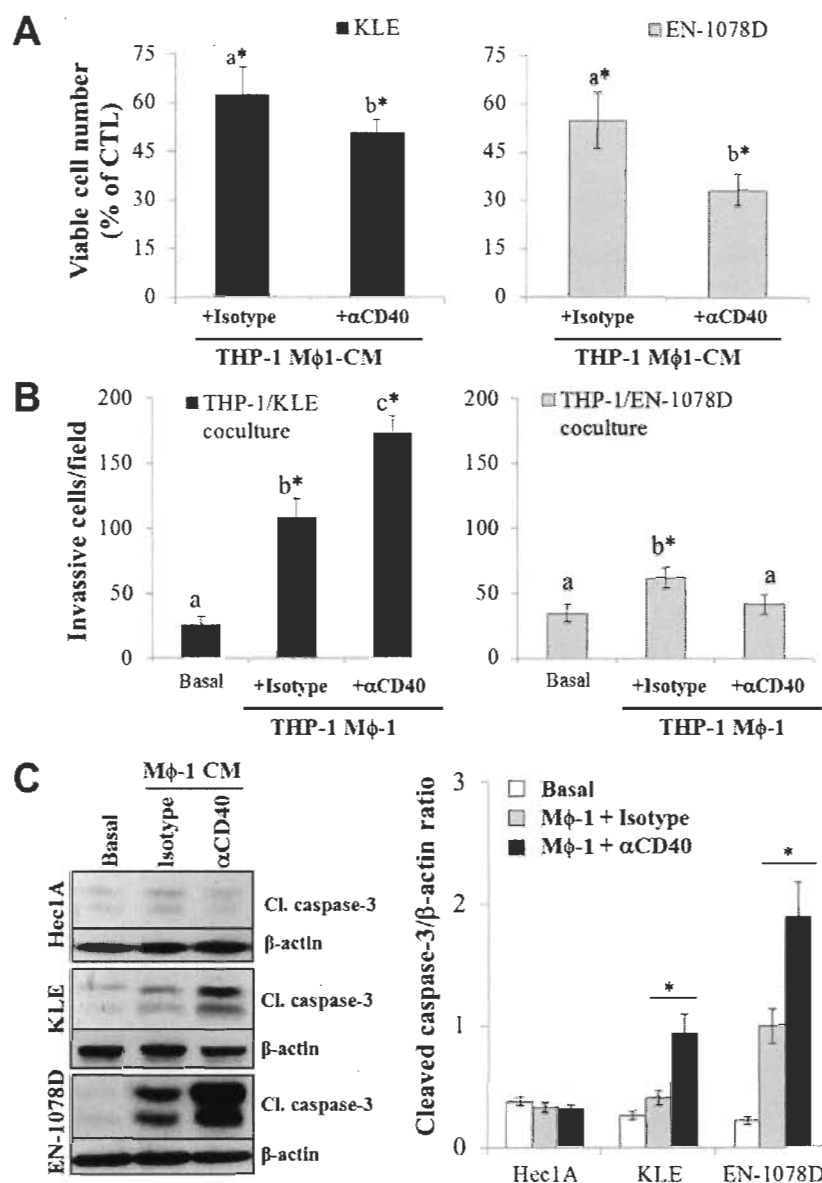 A
KLE
EN-1078D
Viable cell number
(% of CTL)
75
60
45
30
15
0
a*
b*
+Isotype
+αCD40
THP-1 Mϕ1-CM
75
60
45
30
15
0
a*
b*
+Isotype
+αCD40
THP-1 Mϕ1-CM
B
THP-1/KLE
coculture
THP-1/EN-1078D
coculture
Invassive cells/field
200
150
100
50
0
a
b*
c*
Basal
+Isotype
+αCD40
THP-1 Mϕ-1
200
150
100
50
0
a
b*
a
Basal
+Isotype
+αCD40
THP-1 Mϕ-1
C
Mϕ-1 CM
Basal
Isotype
αCD40
Hec1A
Cl. caspase-3
β-actin
KLE
Cl. caspase-3
β-actin
EN-1078D
Cl. caspase-3
β-actin
Cleaved caspase-3/β-actin ratio
3
2
1
0
Basal
Mϕ-1 + Isotype
Mϕ-1 + αCD40
*
*
Hec1A
KLE
EN-1078D